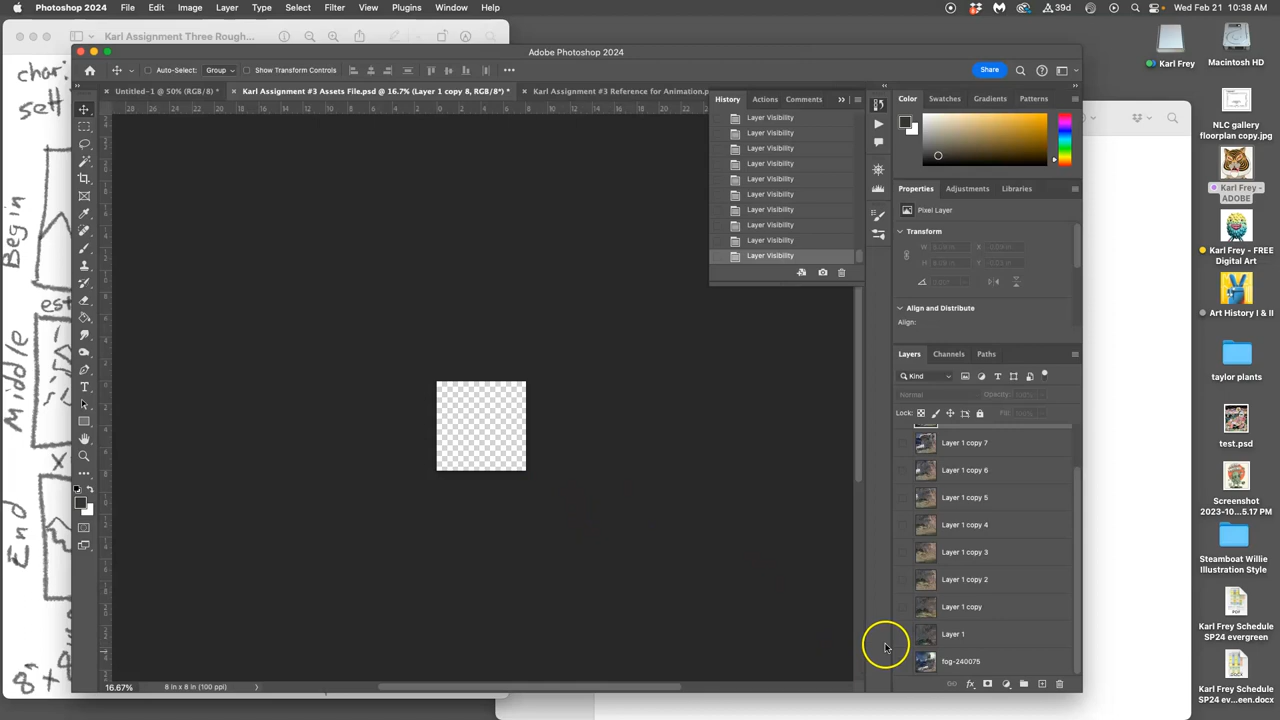 Photoshop 2024 File Edit Image Layer Type Select Filter View Plugins Window Help
39d
Wed Feb 21 10:38 AM
Karl Assignment Three Rough...
Adobe Photoshop 2024
Auto-Select: Group Show Transform Controls
Share
Untitled-1 @ 50% (RGB/8) *
Karl Assignment #3 Assets File.psd @ 16.7% (Layer 1 copy 8, RGB/8*) *
Karl Assignment #3 Reference for Animation.p
History Actions Comments
Layer Visibility
Layer Visibility
Layer Visibility
Layer Visibility
Layer Visibility
Layer Visibility
Layer Visibility
Layer Visibility
Layer Visibility
Layer Visibility
Color Swatches Gradients Patterns
Properties Adjustments Libraries
Pixel Layer
Transform
W
X
H
Y
Align and Distribute
Align:
Layers Channels Paths
Kind
Normal Opacity: 100%
Lock: Fill: 100%
Layer 1 copy 7
Layer 1 copy 6
Layer 1 copy 5
Layer 1 copy 4
Layer 1 copy 3
Layer 1 copy 2
Layer 1 copy
Layer 1
fog-240075
16.67% 8 in x 8 in (100 ppi)
char.
sett
Begin
est
Middle
X
End
8"
Karl Frey
Macintosh HD
NLC gallery
floorplan copy.jpg
Karl Frey -
ADOBE
Karl Frey - FREE
Digital Art
Art History I & II
taylor plants
test.psd
Screenshot
2023-10...5.17 PM
Steamboat Willie
Illustration Style
Karl Frey Schedule
SP24 evergreen
Karl Frey Schedule
SP24 ev...een.docx